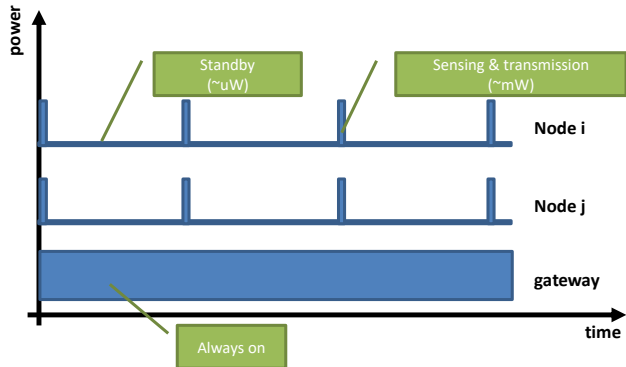 power
Standby
(~uW)
Sensing & transmission
(~mW)
Node i
Node j
gateway
time
Always on